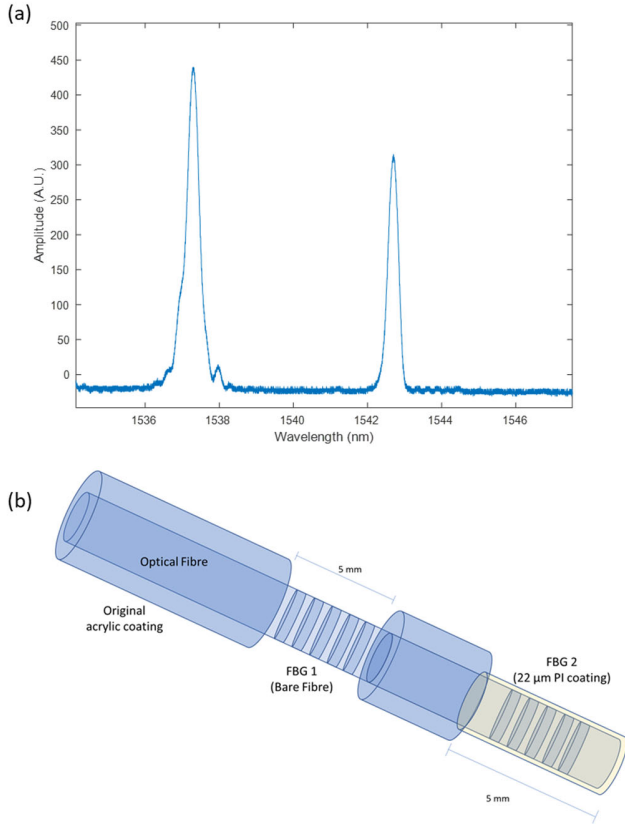 (a)
500
450
400
350
300
250
200
150
100
50
0
Amplitude (A.U.)
1536
1538
1540
1542
1544
1546
Wavelength (nm)
(b)
Optical Fibre
5 mm
Original
acrylic coating
FBG 1
(Bare Fibre)
FBG 2
(22 µm PI coating)
5 mm